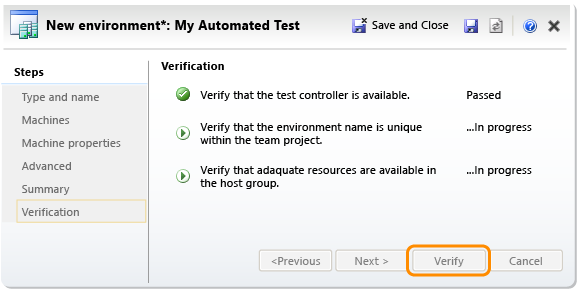 New environment*: My Automated Test
Save and Close
Steps
Type and name
Machines
Machine properties
Advanced
Summary
Verification
Verification
Verify that the test controller is available. Passed
Verify that the environment name is unique ...In progress
within the team project.
Verify that adaquate resources are available in ...In progress
the host group.
<Previous Next > Verify Cancel